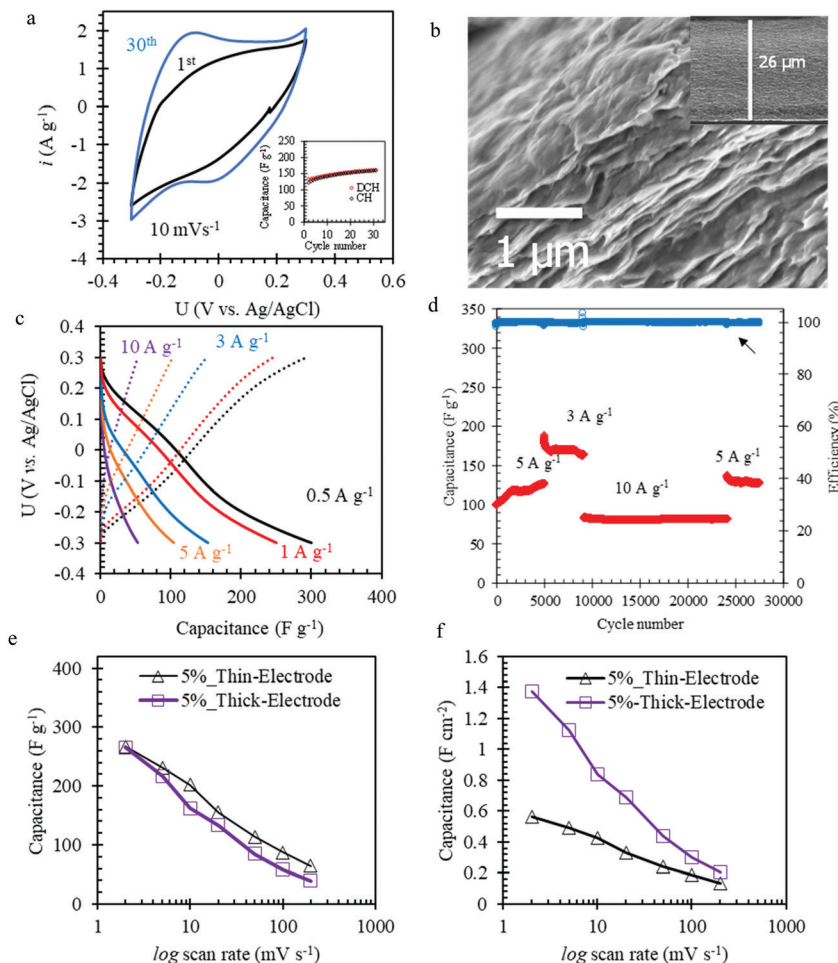 a
30th
1st
10 mVs-1
i (A g-1)
2
1
0
-1
-2
-3
-4
-0.4 -0.2 0 0.2 0.4 0.6
U (V vs. Ag/AgCl)
Capacitance (F g-1)
250
200
150
100
50
0
DCH
CH
0 10 20 30
Cycle number
b
26 μm
1 μm
c
U (V vs. Ag/AgCl)
0.4
0.3
0.2
0.1
0
-0.1
-0.2
-0.3
-0.4
10 A g-1
3 A g-1
0.5 A g-1
5 A g-1
1 A g-1
0 100 200 300 400
Capacitance (F g-1)
d
Capacitance (F g-1)
350
300
250
200
150
100
50
0
5 A g-1
3 A g-1
10 A g-1
5 A g-1
100
80
60
40
20
0
Efficiency (%)
0 5000 10000 15000 20000 25000
Cycle number
e
Capacitance (F g-1)
400
300
200
100
0
5%_Thin-Electrode
5%_Thick-Electrode
1 10 100 1000
log scan rate (mV s-1)
f
Capacitance (F cm-2)
1.6
1.4
1.2
1
0.8
0.6
0.4
0.2
0
5%_Thin-Electrode
5%-Thick-Electrode
1 10 100 1000
log scan rate (mV s-1)